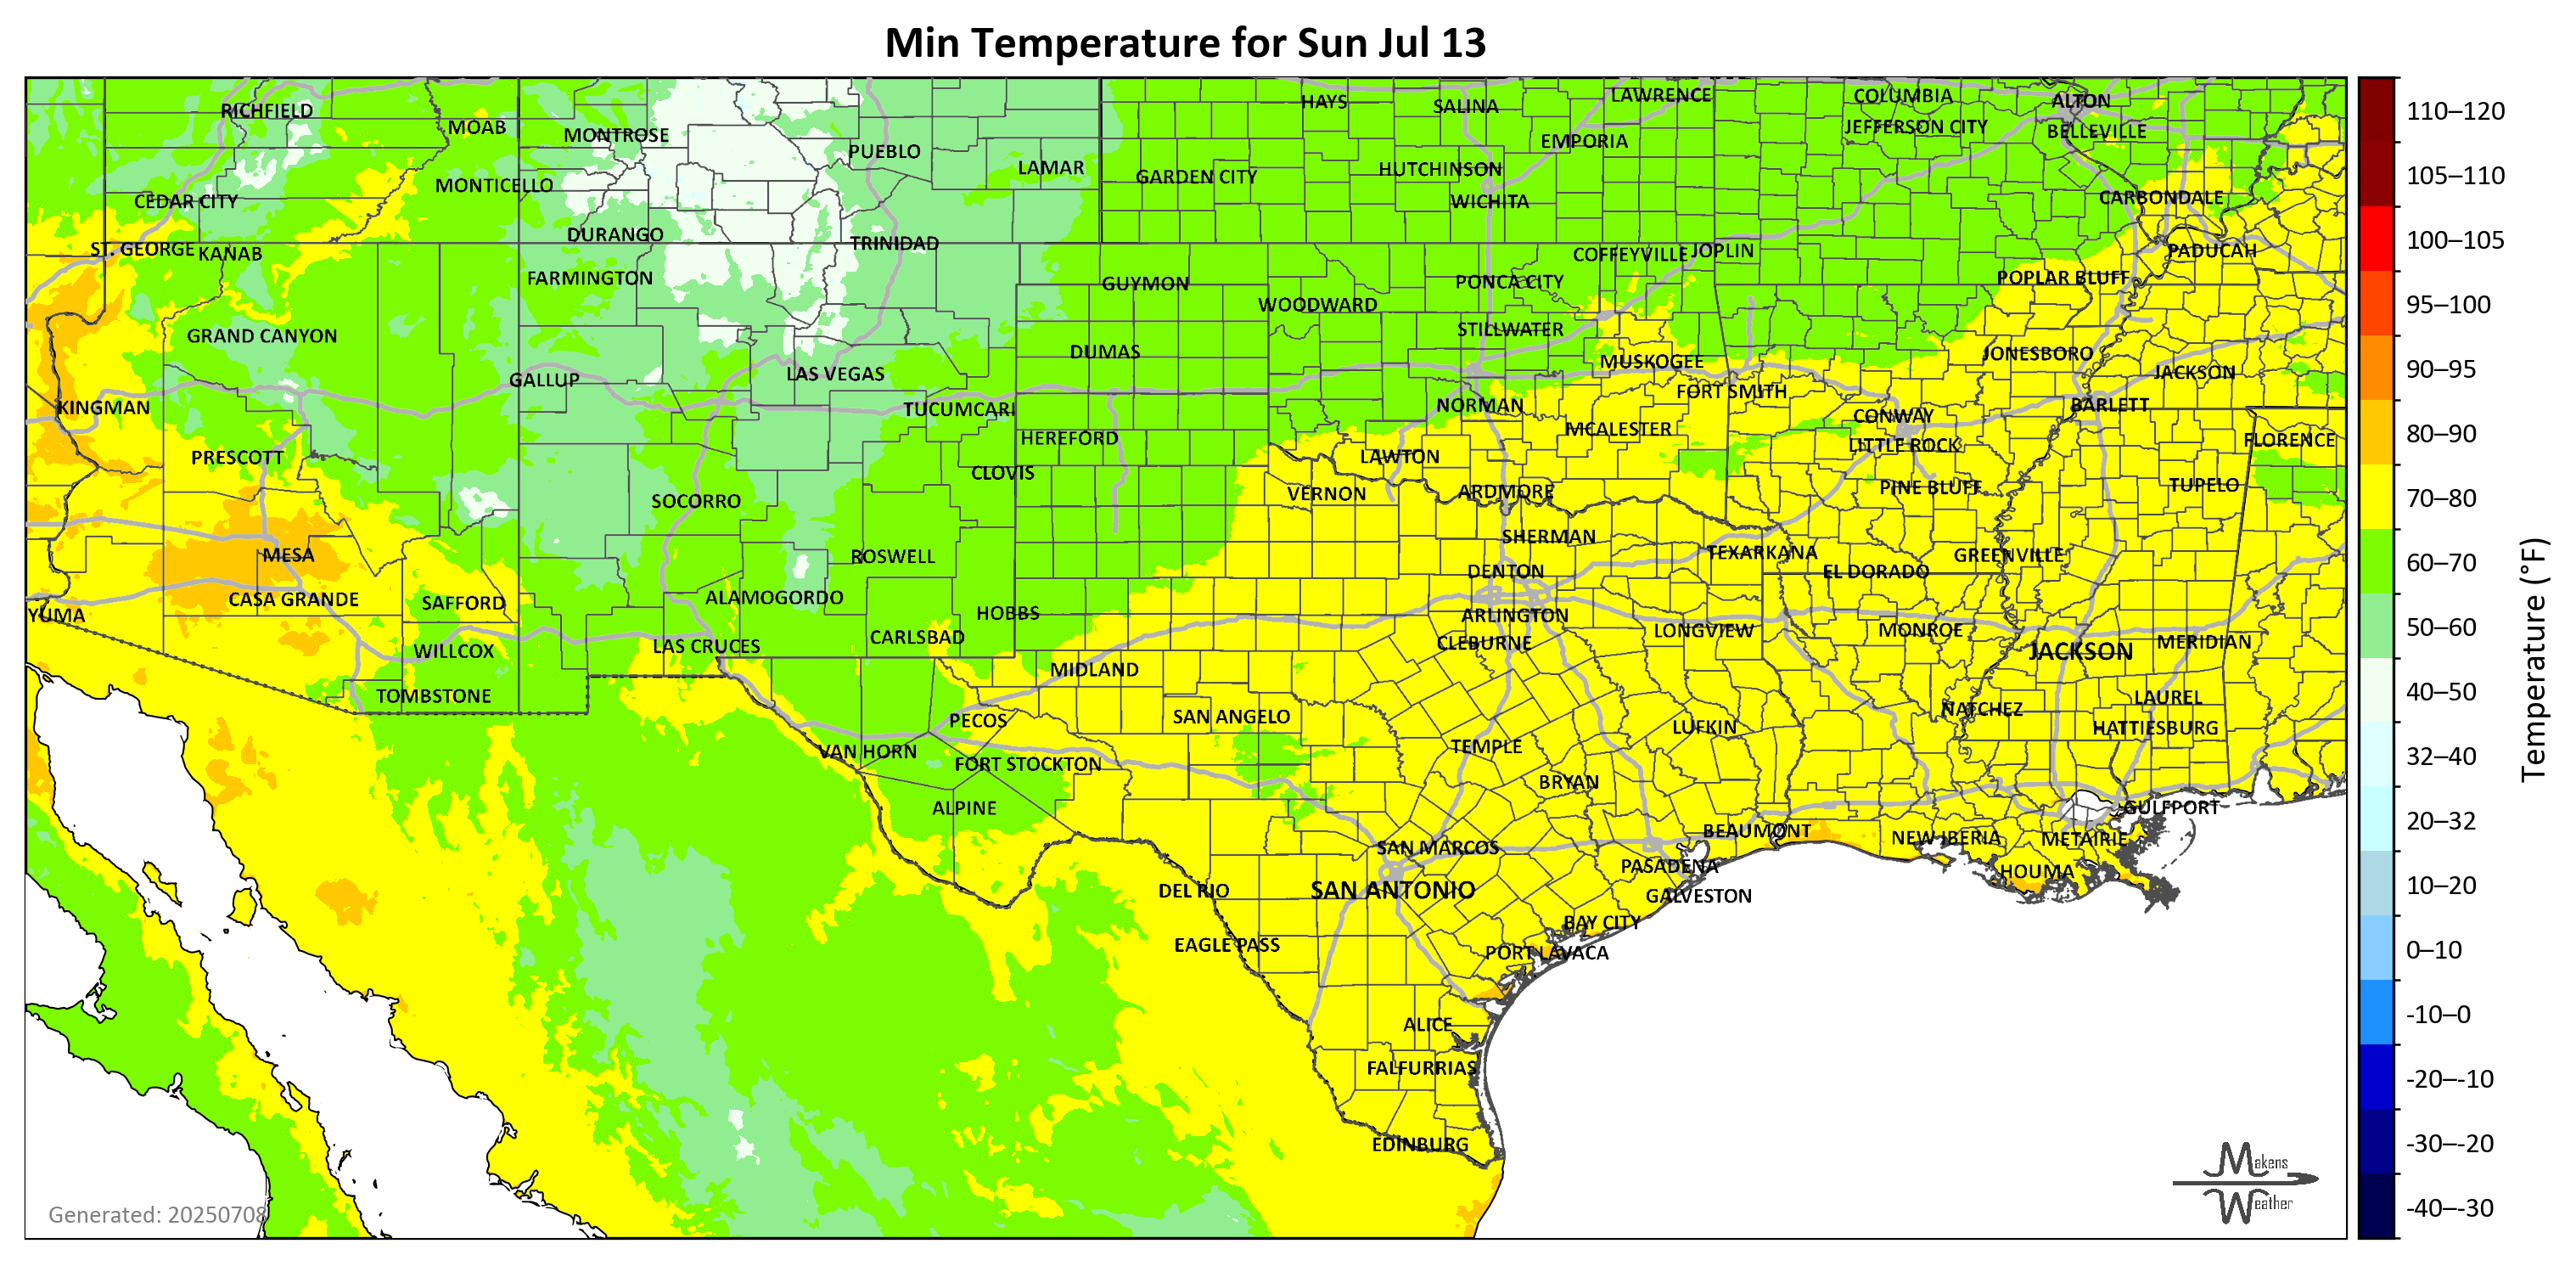 Min Temperature for Sun Jul 13
RICHFIELD
MOAB
MONTROSE
PUEBLO
LAMAR
HAYS
SALINA
LAWRENCE
COLUMBIA
ALTON
JEFFERSON CITY
BELLEVILLE
EMPORIA
HUTCHINSON
GARDEN CITY
WICHITA
CARBONDALE
CEDAR CITY
MONTICELLO
DURANGO
TRINIDAD
ST. GEORGE
KANAB
FARMINGTON
GUYMON
WOODWARD
PONCA CITY
COFFEYVILLE
JOPLIN
PADUCAH
POPLAR BLUFF
GRAND CANYON
STILLWATER
DUMAS
MUSKOGEE
JONESBORO
JACKSON
GALLUP
LAS VEGAS
FORT SMITH
KINGMAN
TUCUMCARI
NORMAN
CONWAY
BARLETT
HEREFORD
MCALESTER
LITTLE ROCK
FLORENCE
PRESCOTT
CLOVIS
LAWTON
SOCORRO
VERNON
ARDMORE
PINE BLUFF
TUPELO
SHERMAN
MESA
ROSWELL
TEXARKANA
GREENVILLE
DENTON
EL DORADO
CASA GRANDE
SAFFORD
ALAMOGORDO
HOBBS
ARLINGTON
YUMA
WILLCOX
LAS CRUCES
CARLSBAD
CLEBURNE
LONGVIEW
MONROE
JACKSON
MERIDIAN
MIDLAND
TOMBSTONE
LAUREL
PECOS
SAN ANGELO
LUFKIN
NATCHEZ
HATTIESBURG
VAN HORN
FORT STOCKTON
TEMPLE
BRYAN
ALPINE
GULFPORT
BEAUMONT
NEW IBERIA
METAIRIE
SAN MARCOS
PASADENA
HOUMA
DEL RIO
SAN ANTONIO
GALVESTON
BAY CITY
EAGLE PASS
PORT LAVACA
ALICE
FALFURRIAS
EDINBURG
Generated: 20250708
Makens
Weather
110–120
105–110
100–105
95–100
90–95
80–90
70–80
60–70
50–60
40–50
32–40
20–32
10–20
0–10
-10–0
-20–-10
-30–-20
-40–-30
Temperature (°F)